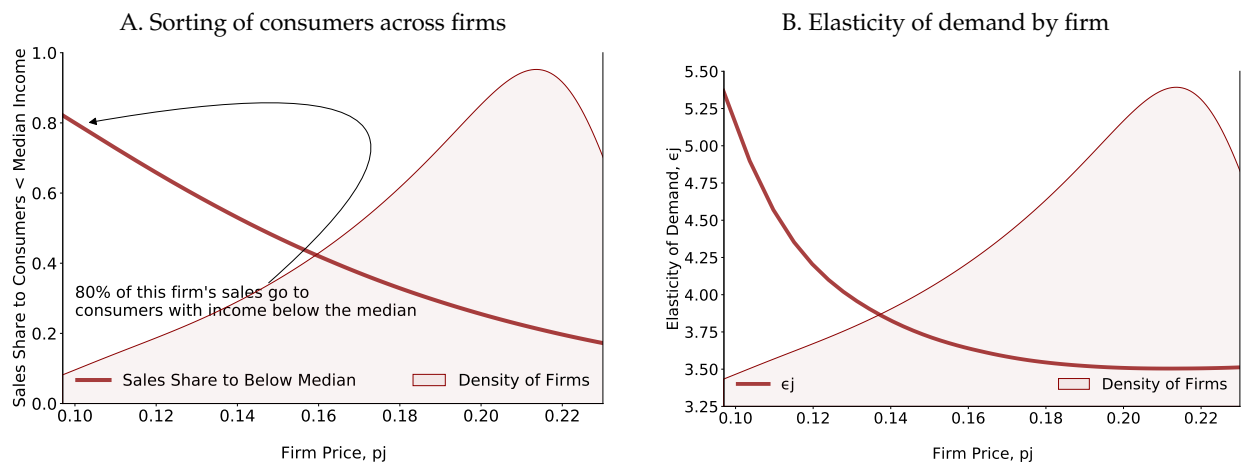 A. Sorting of consumers across firms
Sales Share to Consumers < Median Income
1.0
0.8
0.6
0.4
0.2
0.0
80% of this firm's sales go to
consumers with income below the median
Sales Share to Below Median
Density of Firms
0.10 0.12 0.14 0.16 0.18 0.20 0.22
Firm Price, pj
B. Elasticity of demand by firm
Elasticity of Demand, ϵj
5.50
5.25
5.00
4.75
4.50
4.25
4.00
3.75
3.50
3.25
ϵj
Density of Firms
0.10 0.12 0.14 0.16 0.18 0.20 0.22
Firm Price, pj